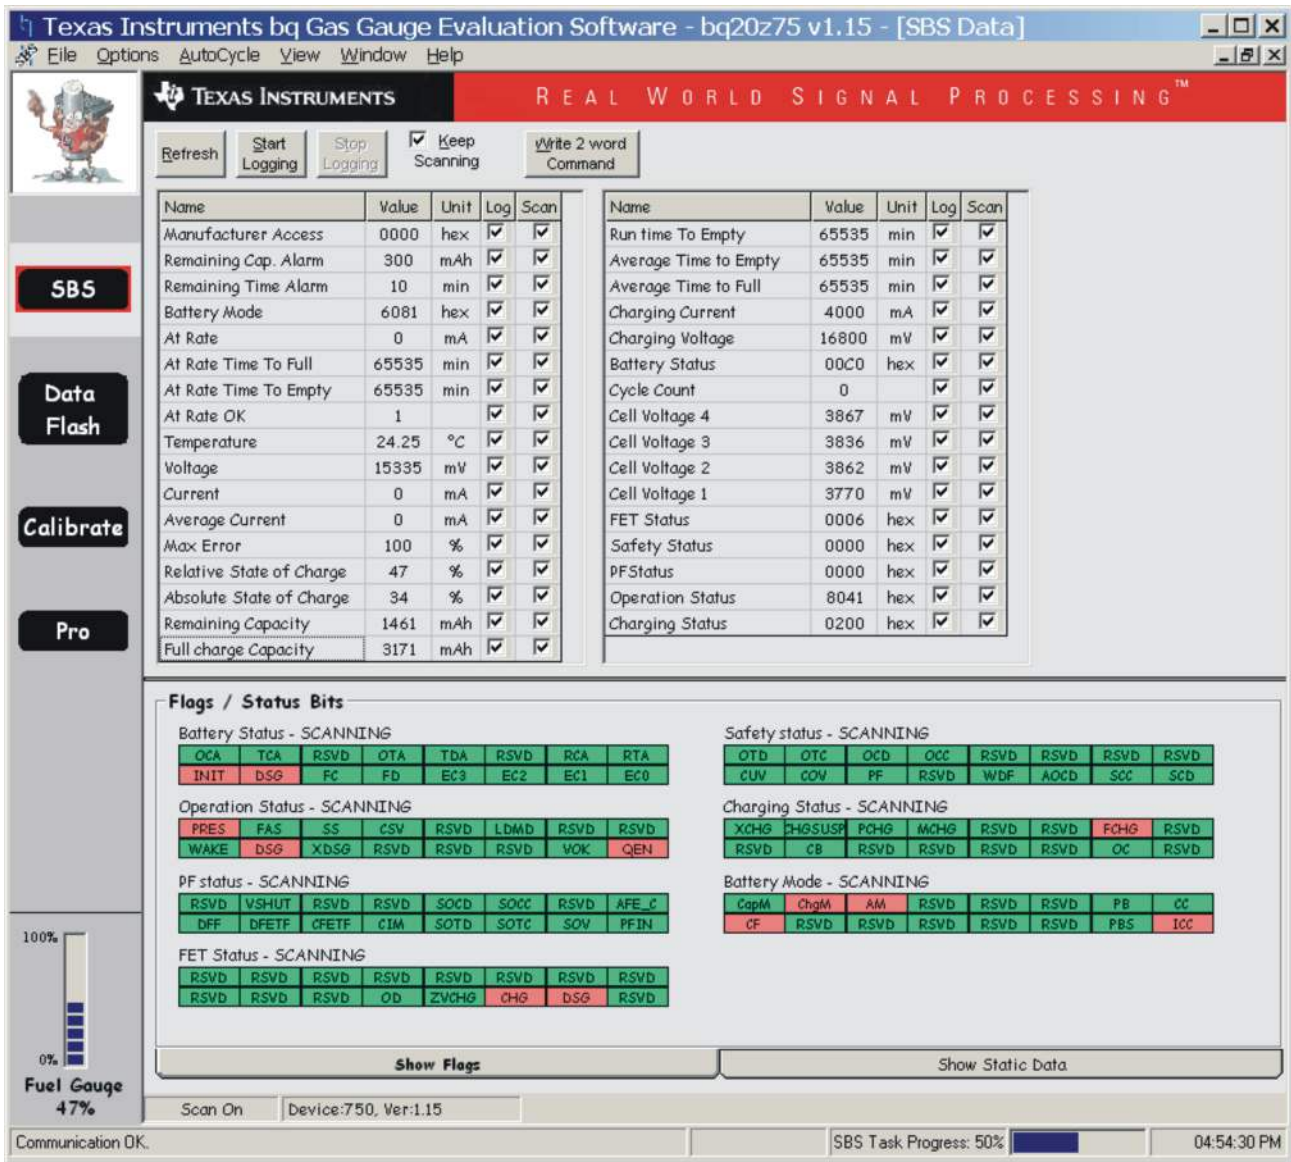 Texas Instruments bq Gas Gauge Evaluation Software - bq20z75 v1.15 - [SBS Data]
File Options AutoCycle View Window Help
TEXAS INSTRUMENTS REAL WORLD SIGNAL PROCESSING™
Refresh Start Logging Stop Logging Keep Scanning Write 2 word Command
SBS
Data Flash
Calibrate
Pro
Name Value Unit Log Scan
Manufacturer Access 0000 hex
Remaining Cap. Alarm 300 mAh
Remaining Time Alarm 10 min
Battery Mode 6081 hex
At Rate 0 mA
At Rate Time To Full 65535 min
At Rate Time To Empty 65535 min
At Rate OK 1
Temperature 24.25 °C
Voltage 15335 mV
Current 0 mA
Average Current 0 mA
Max Error 100 %
Relative State of Charge 47 %
Absolute State of Charge 34 %
Remaining Capacity 1461 mAh
Full charge Capacity 3171 mAh
Name Value Unit Log Scan
Run time To Empty 65535 min
Average Time to Empty 65535 min
Average Time to Full 65535 min
Charging Current 4000 mA
Charging Voltage 16800 mV
Battery Status 00C0 hex
Cycle Count 0
Cell Voltage 4 3867 mV
Cell Voltage 3 3836 mV
Cell Voltage 2 3862 mV
Cell Voltage 1 3770 mV
FET Status 0006 hex
Safety Status 0000 hex
PFStatus 0000 hex
Operation Status 8041 hex
Charging Status 0200 hex
Flags / Status Bits
Battery Status - SCANNING
OCA TCA RSVD OTA TDA RSVD RCA RTA
INIT DSG FC FD EC3 EC2 EC1 EC0
Operation Status - SCANNING
PRES FAS SS CSV RSVD LDMD RSVD RSVD
WAKE DSG XDSG RSVD RSVD RSVD VOK QEN
PF status - SCANNING
RSVD VSHUT RSVD RSVD SOCD SOCC RSVD AFE_C
DFF DFETF CFETF CIM SOTD SOTC SOV PFIN
FET Status - SCANNING
RSVD RSVD RSVD RSVD RSVD RSVD RSVD RSVD
RSVD RSVD RSVD OD ZVCHG CHG DSG RSVD
Safety status - SCANNING
OTD OTC OCD OCC RSVD RSVD RSVD RSVD
CUV COV PF RSVD WDF AOCD SCC SCD
Charging Status - SCANNING
XCHG CHGSUSP PCHG MCHG RSVD RSVD FCHG RSVD
RSVD CB RSVD RSVD RSVD RSVD OC RSVD
Battery Mode - SCANNING
CapM ChgM AM RSVD RSVD RSVD PB CC
CF RSVD RSVD RSVD RSVD RSVD PBS ICC
100%
0%
Fuel Gauge
47%
Show Flags Show Static Data
Scan On Device:750, Ver:1.15
Communication OK. SBS Task Progress: 50% 04:54:30 PM